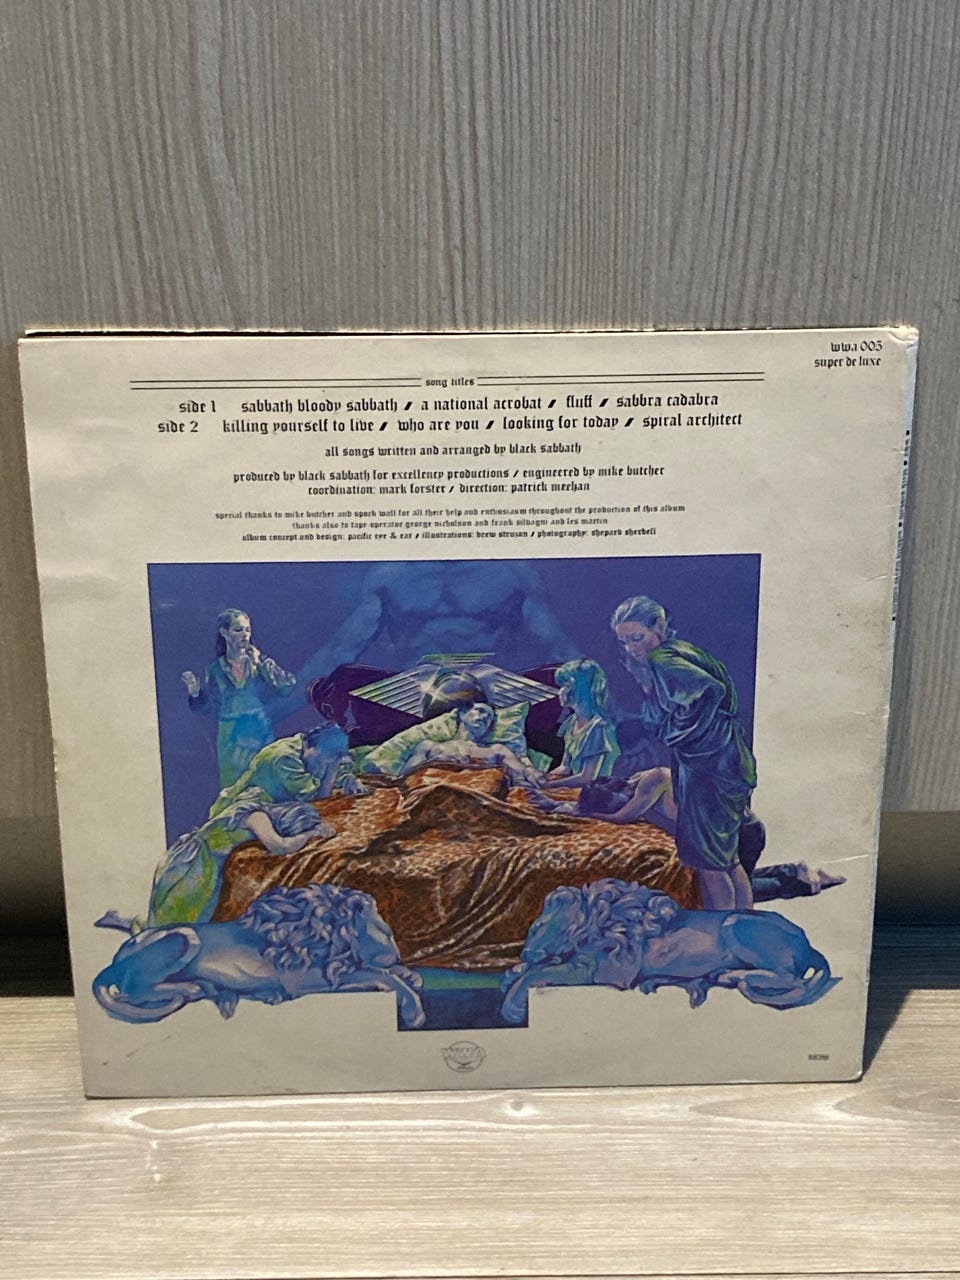 wwa 005
super de luxe
song titles
side 1 sabbath bloody sabbath / a national acrobat / fluff / sabbra cadabra
side 2 killing yourself to live / who are you / looking for today / spiral architect
all songs written and arranged by black sabbath
produced by black sabbath for excellency productions / engineered by mike butcher
coordination: mark forster / direction: patrick meehan
special thanks to mike butcher and spock wall for all their help and enthusiasm throughout the production of this album
thanks also to tape operator george nicholson and frank silvagni and les martin
album concept and design: pacific eye & ear / illustrations: drew struzan / photography: shepard sherbell